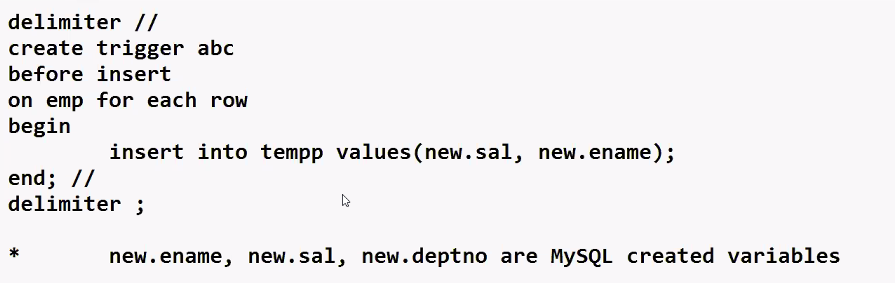 delimiter //
create trigger abc
before insert
on emp for each row
begin
insert into tempp values(new.sal, new.ename);
end; //
delimiter ;
* new.ename, new.sal, new.deptno are MySQL created variables